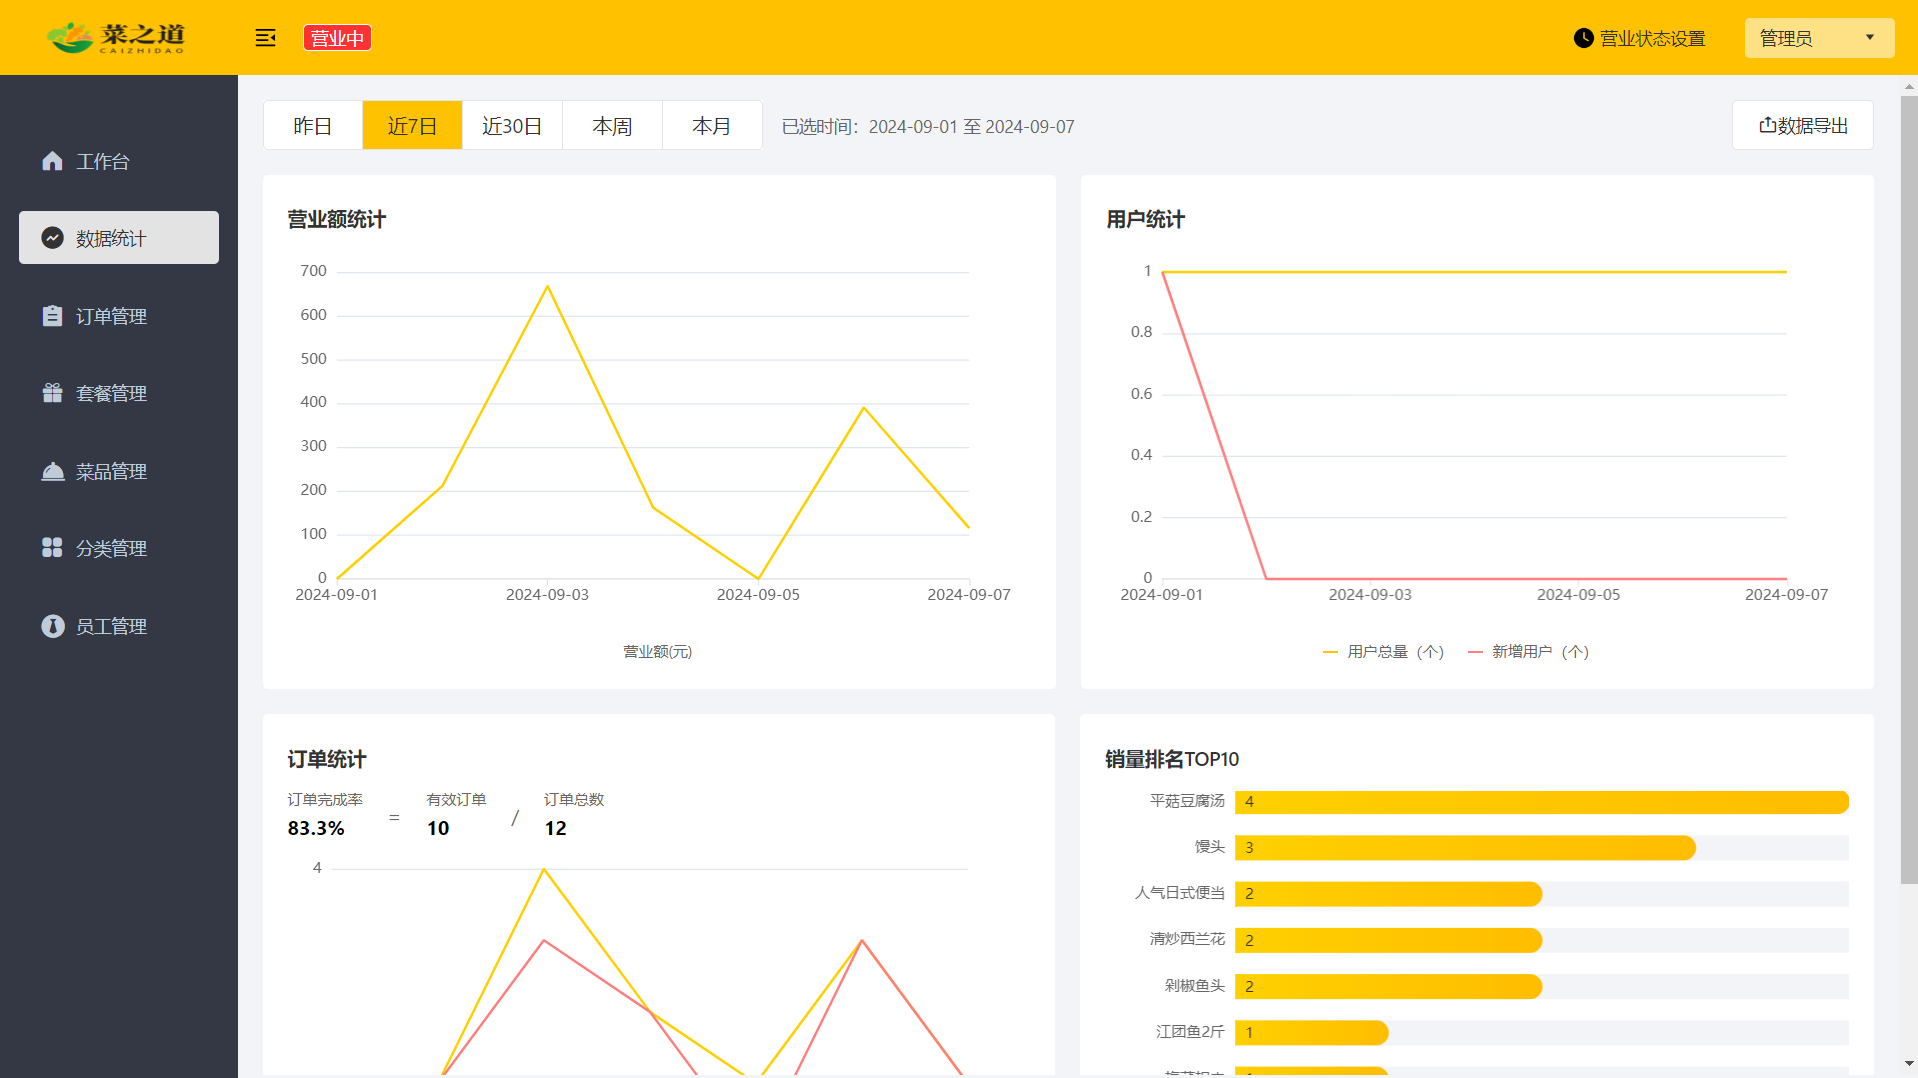 菜之道
CAIZHIDAO
营业中
营业状态设置
管理员
工作台
数据统计
订单管理
套餐管理
菜品管理
分类管理
员工管理
昨日
近7日
近30日
本周
本月
已选时间：2024-09-01 至 2024-09-07
数据导出
营业额统计
700
600
500
400
300
200
100
0
2024-09-01
2024-09-03
2024-09-05
2024-09-07
营业额(元)
用户统计
1
0.8
0.6
0.4
0.2
0
2024-09-01
2024-09-03
2024-09-05
2024-09-07
用户总量（个）
新增用户（个）
订单统计
订单完成率
83.3%
=
有效订单
10
/
订单总数
12
4
销量排名TOP10
平菇豆腐汤 4
馒头 3
人气日式便当 2
清炒西兰花 2
剁椒鱼头 2
江团鱼2斤 1